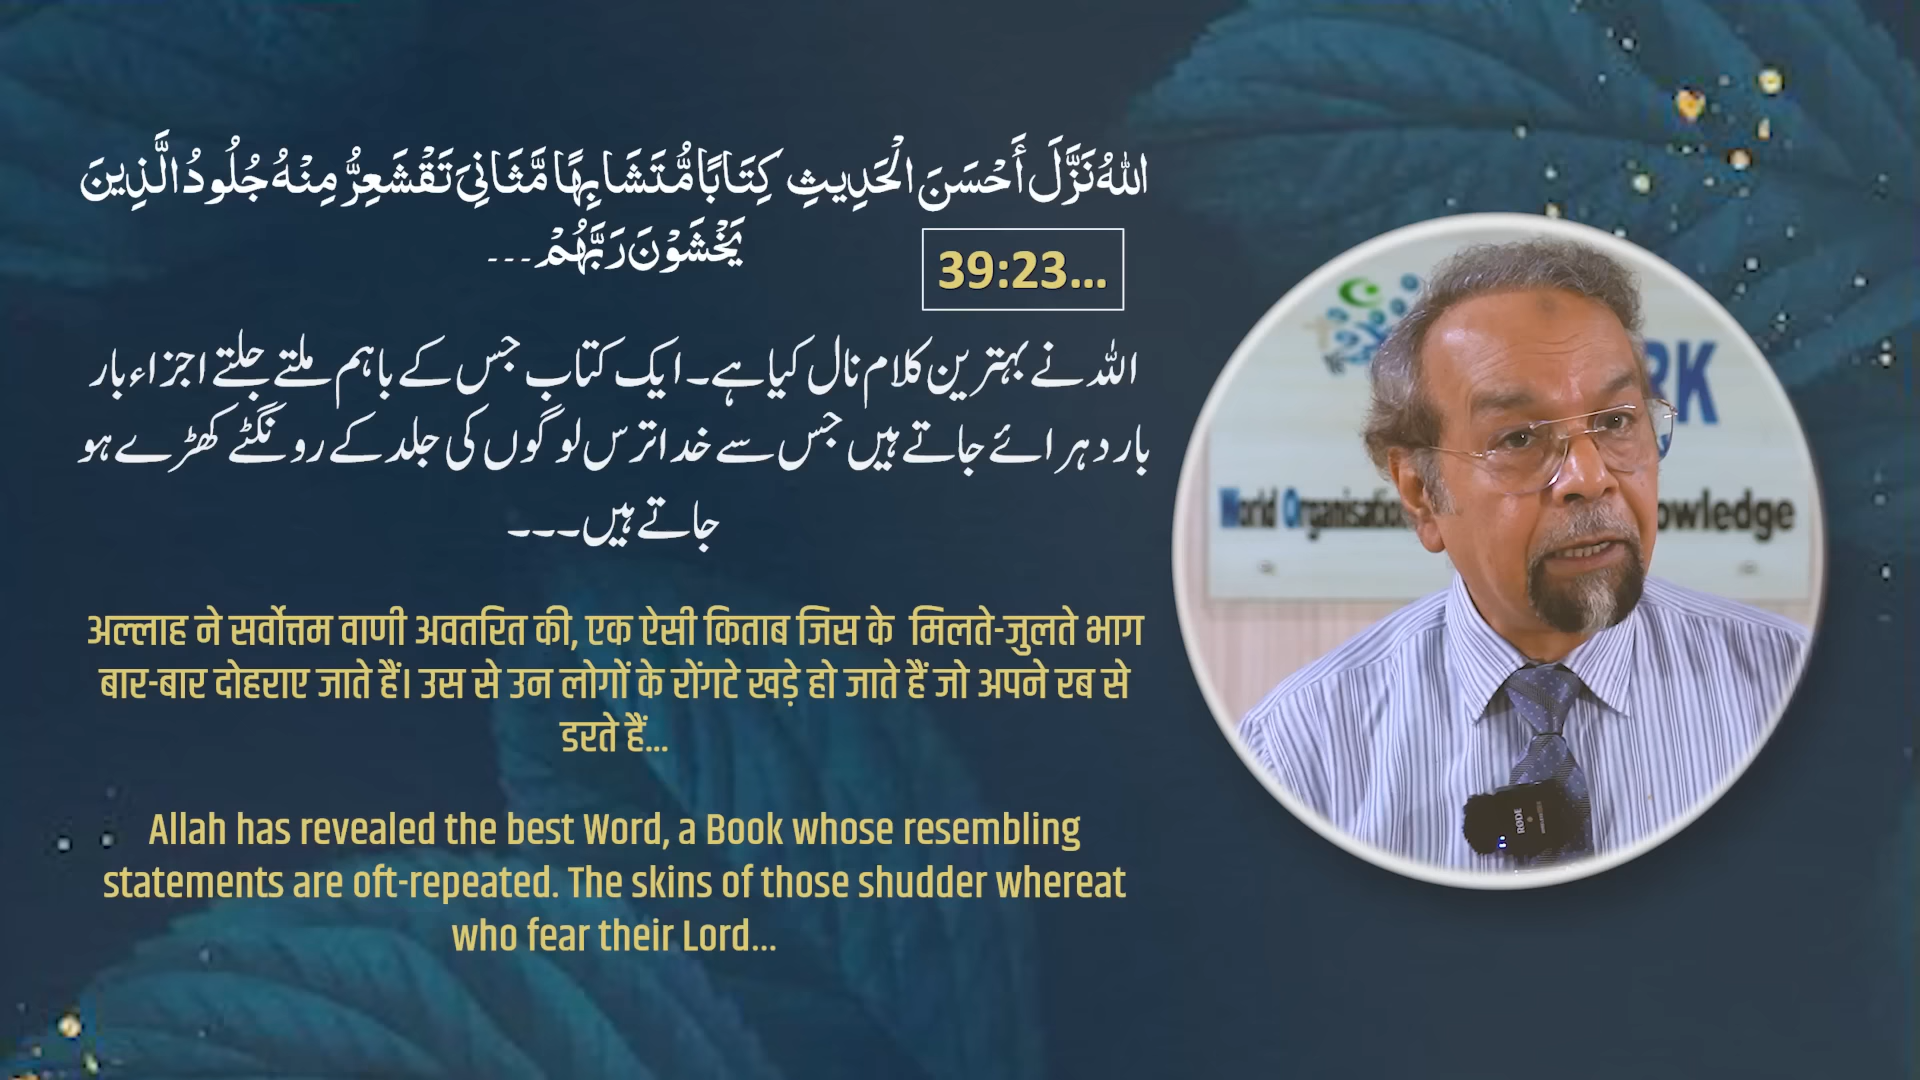 اللّٰهُ نَزَّلَ أَحْسَنَ الْحَدِيثِ كِتَابًا مُّتَشَابِهًا مَّثَانِيَ تَقْشَعِرُّ مِنْهُ جُلُودُ الَّذِينَ
يَخْشَوْنَ رَبَّهُمْ ۔۔۔
39:23...
اللہ نے بہترین کلام نال کیا ہے۔ ایک کتاب جس کے باہم ملتے جلتے اجزاء بار
بار دہرائے جاتے ہیں جس سے خدا ترس لوگوں کی جلد کے رونگٹے کھڑے ہو
جاتے ہیں۔۔۔
अल्लाह ने सर्वोत्तम वाणी अवतरित की, एक ऐसी किताब जिस के मिलते-जुलते भाग
बार-बार दोहराए जाते हैं। उस से उन लोगों के रोंगटे खड़े हो जाते हैं जो अपने रब से
डरते हैं...
Allah has revealed the best Word, a Book whose resembling
statements are oft-repeated. The skins of those shudder whereat
who fear their Lord...
RK
World Organisation owledge
RØDE